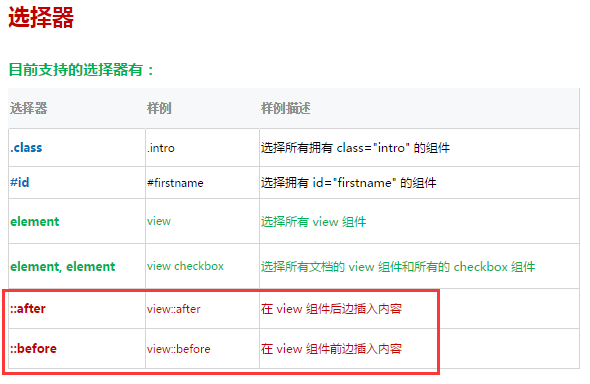 选择器
目前支持的选择器有：
选择器 样例 样例描述
.class .intro 选择所有拥有 class="intro" 的组件
#id #firstname 选择拥有 id="firstname" 的组件
element view 选择所有 view 组件
element, element view checkbox 选择所有文档的 view 组件和所有的 checkbox 组件
::after view::after 在 view 组件后边插入内容
::before view::before 在 view 组件前边插入内容